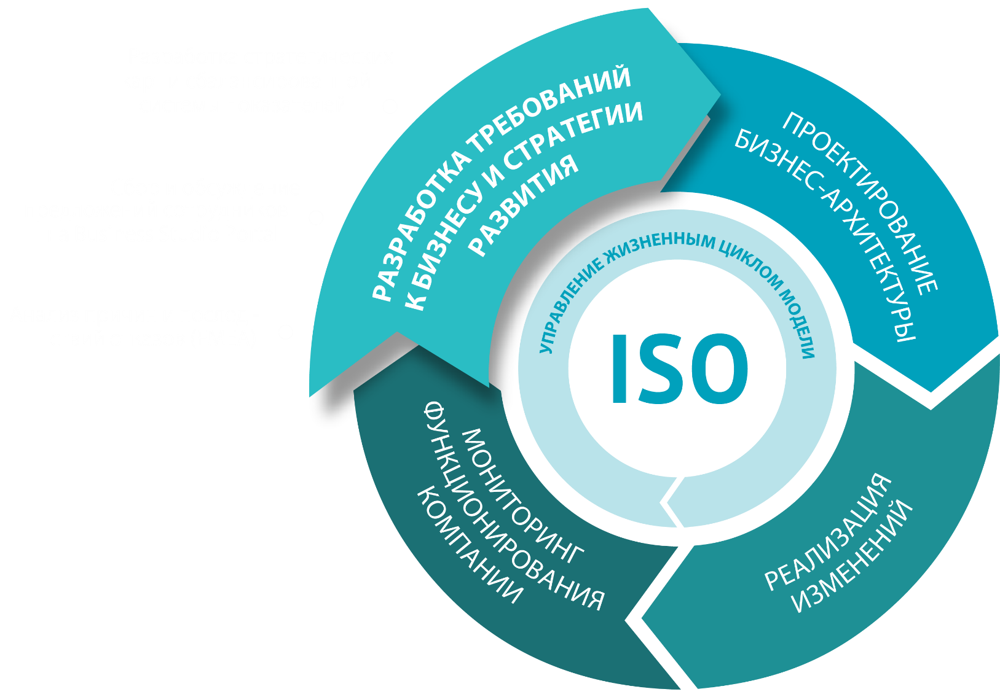 РАЗРАБОТКА ТРЕБОВАНИЙ
К БИЗНЕСУ И СТРАТЕГИИ
РАЗВИТИЯ
ПРОЕКТИРОВАНИЕ
БИЗНЕС-АРХИТЕКТУРЫ
РЕАЛИЗАЦИЯ
ИЗМЕНЕНИЙ
МОНИТОРИНГ
ФУНКЦИОНИРОВАНИЯ
КОМПАНИИ
УПРАВЛЕНИЕ ЖИЗНЕННЫМ ЦИКЛОМ МОДЕЛИ
ISO